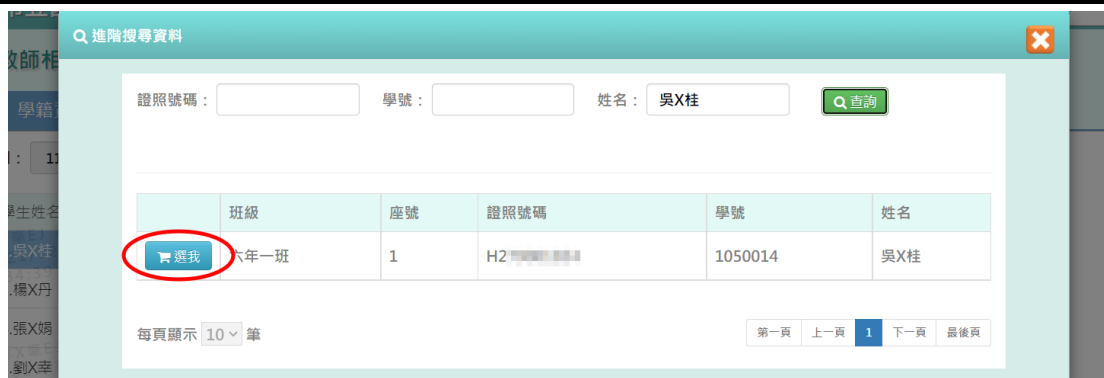 進階搜尋資料
教師相
學籍
證照號碼： 學號： 姓名： 吳X桂 查詢
： 11
學生姓名
班級 座號 證照號碼 學號 姓名
選我 六年一班 1 H2 1050014 吳X桂
.吳X桂
.楊X丹
.張X娟
每頁顯示 10 筆 第一頁 上一頁 1 下一頁 最後頁
.劉X幸